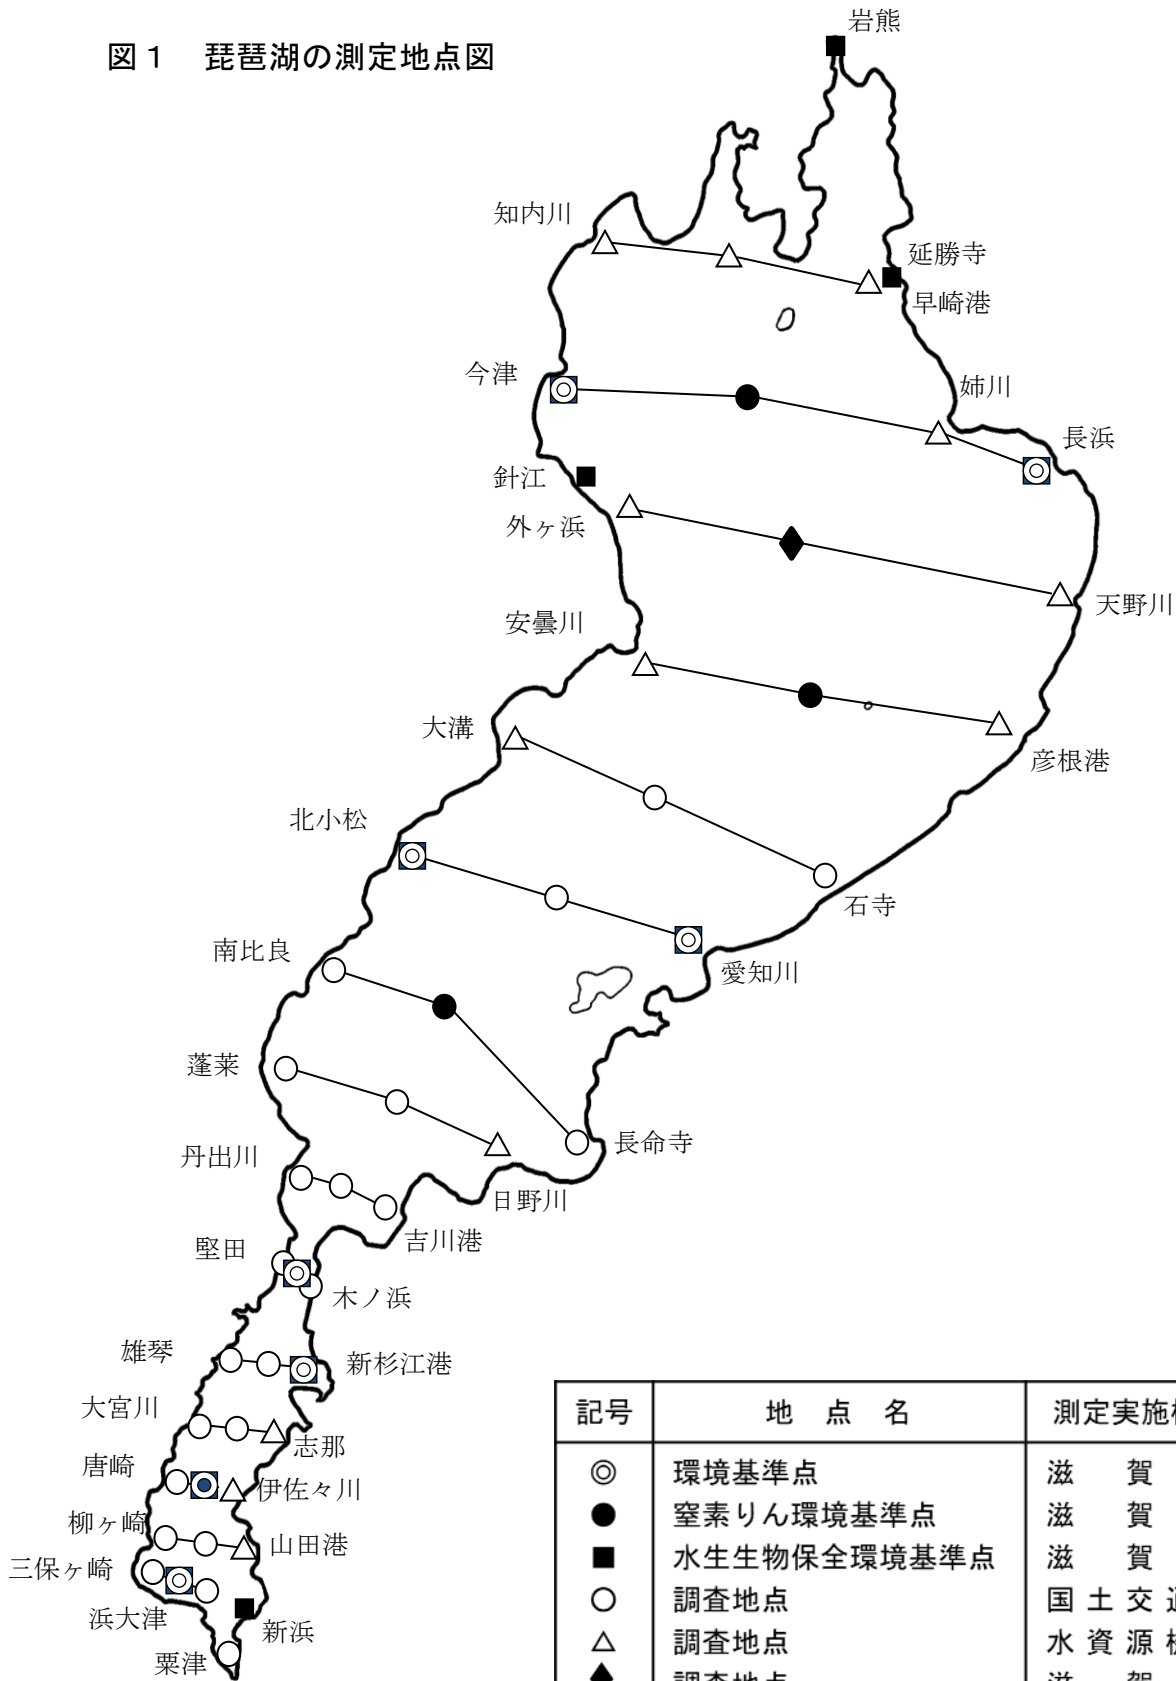 図1 琵琶湖の測定地点図
岩熊
知内川
延勝寺
早崎港
今津
姉川
長浜
針江
外ヶ浜
天野川
安曇川
大溝
彦根港
北小松
石寺
南比良
愛知川
蓬莱
長命寺
丹出川
日野川
吉川港
堅田
木ノ浜
雄琴
新杉江港
大宮川
志那
唐崎
伊佐々川
柳ヶ崎
山田港
三保ヶ崎
浜大津
新浜
粟津
記号 地点名 測定実施
◎ 環境基準点 滋賀
● 窒素りん環境基準点 滋賀
■ 水生生物保全環境基準点 滋賀
○ 調査地点 国土交
△ 調査地点 水資源